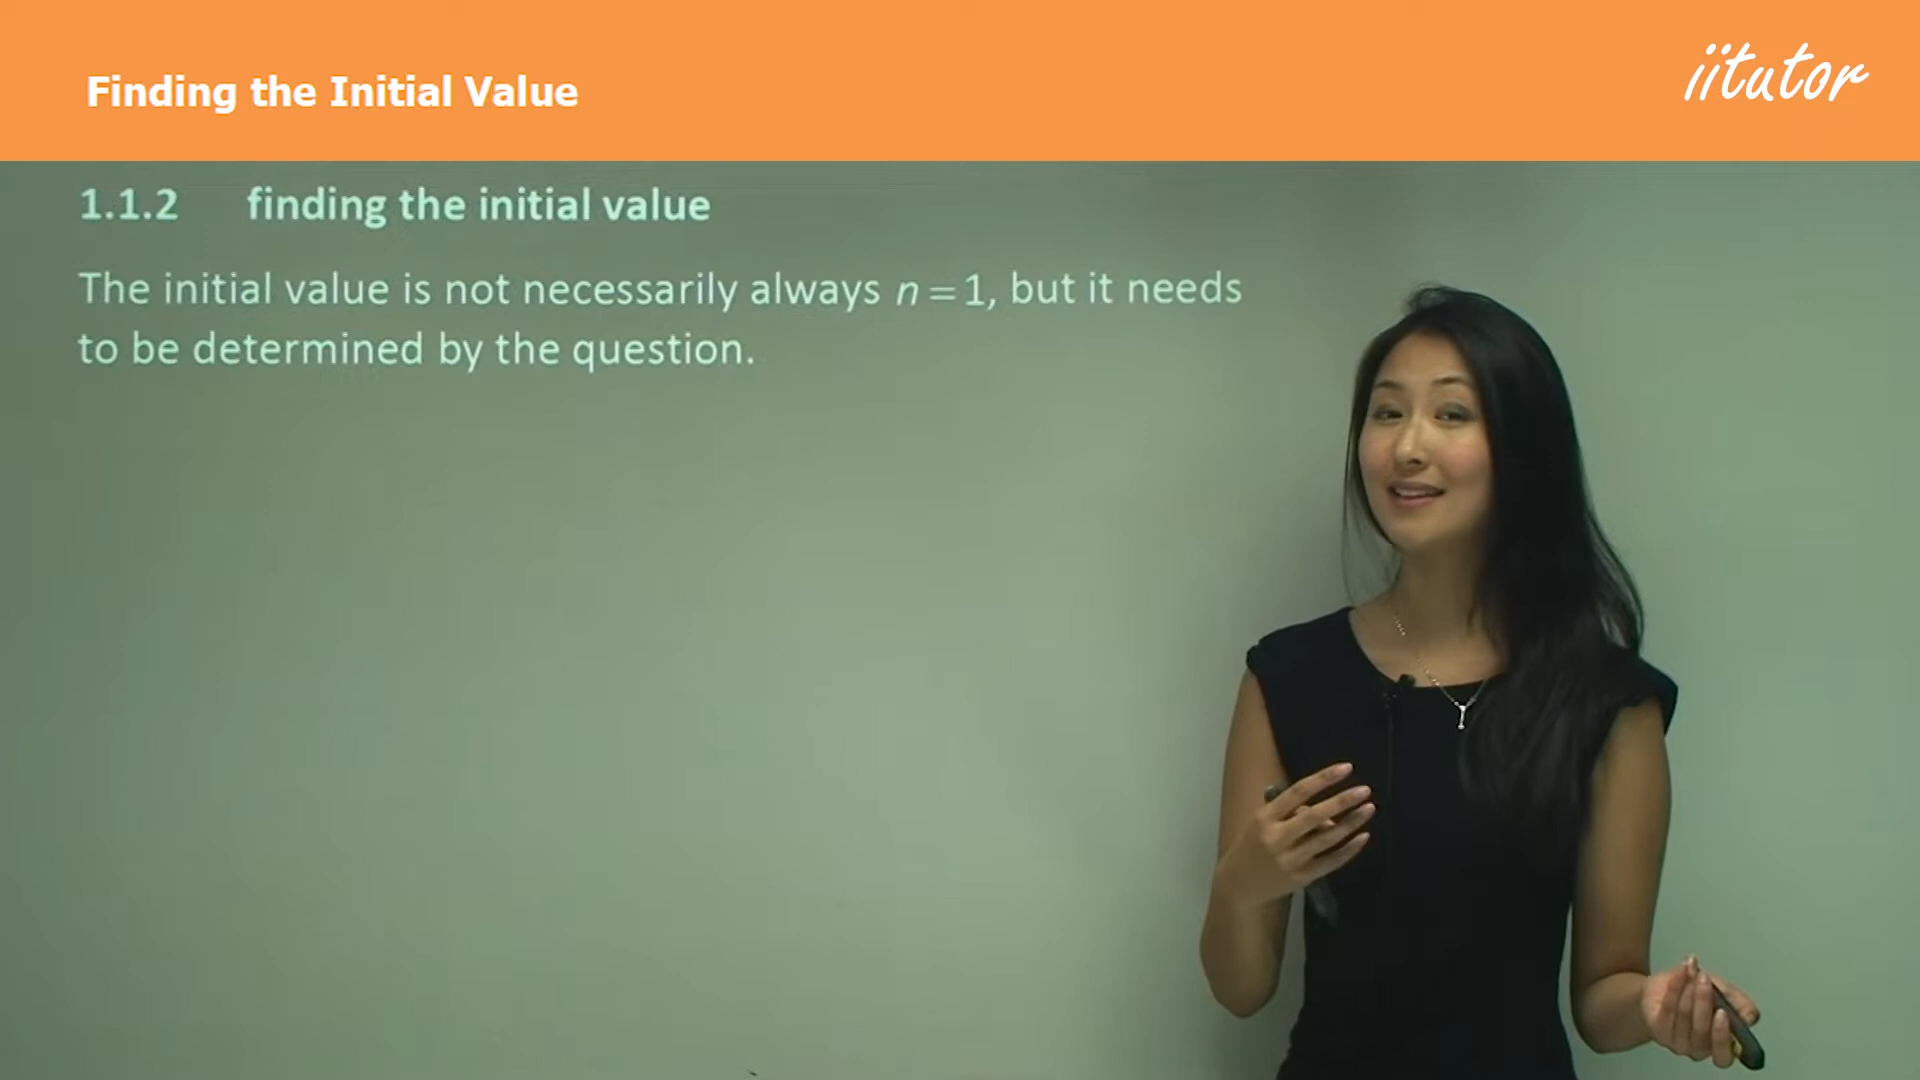 Finding the Initial Value
iitutor
1.1.2 finding the initial value
The initial value is not necessarily always n = 1, but it needs
to be determined by the question.